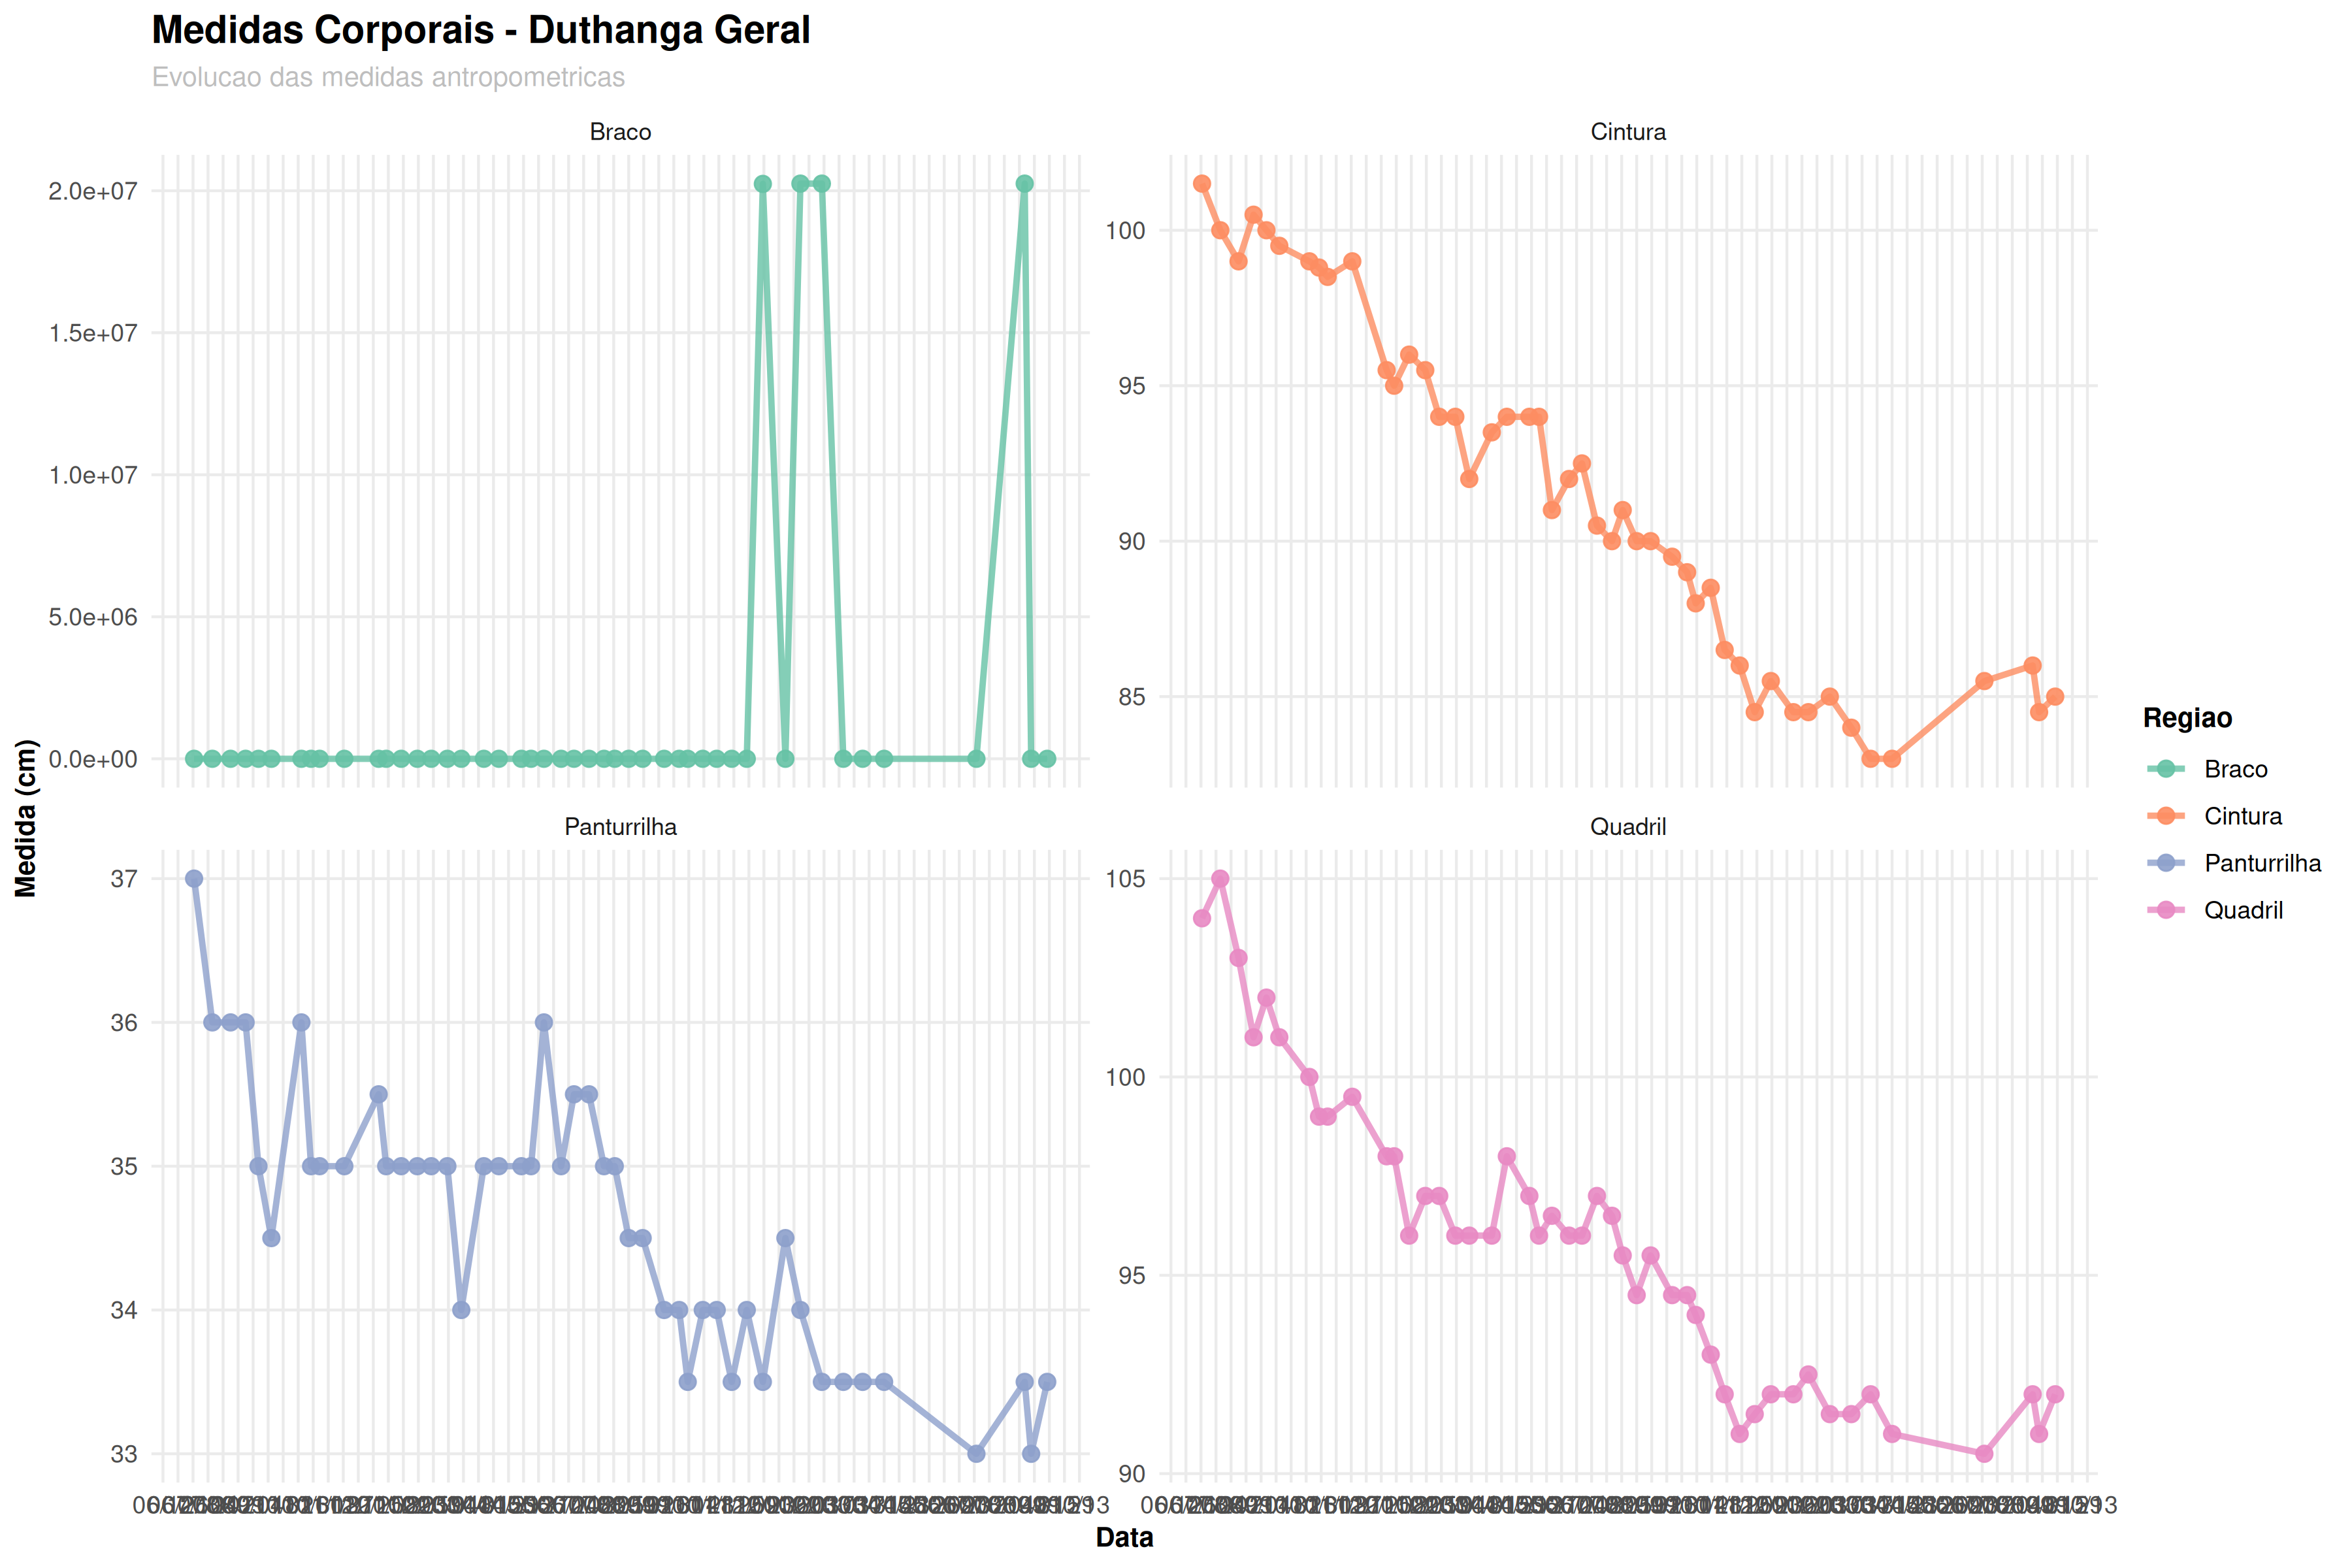 Medidas Corporais - Duthanga Geral
Evolucao das medidas antropometricas
Braco
Cintura
2.0e+07
1.5e+07
1.0e+07
5.0e+06
0.0e+00
100
95
90
85
Medida (cm)
Panturrilha
Quadril
37
36
35
34
33
105
100
95
90
Data
Regiao
Braco
Cintura
Panturrilha
Quadril